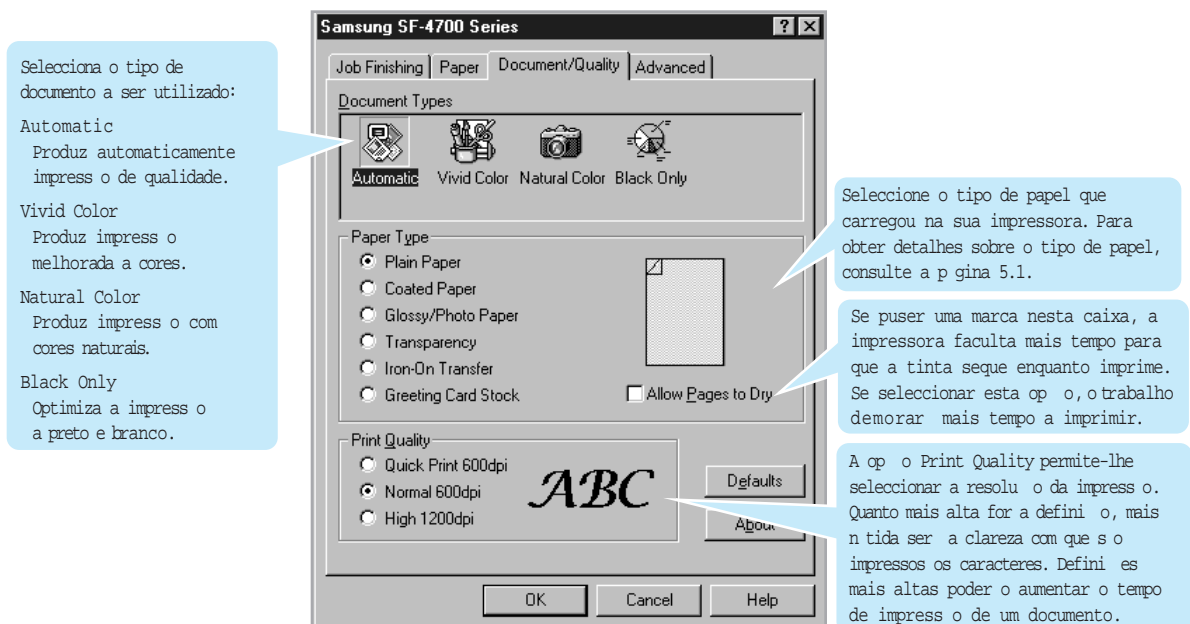 Samsung SF-4700 Series
Selecciona o tipo de
documento a ser utilizado:
Automatic
Produz automaticamente
impress o de qualidade.
Vivid Color
Produz impress o
melhorada a cores.
Natural Color
Produz impress o com
cores naturais.
Black Only
Optimiza a impress o
a preto e branco.
Job Finishing Paper Document/Quality Advanced
Document Types
Automatic Vivid Color Natural Color Black Only
Paper Type
Plain Paper
Coated Paper
Glossy/Photo Paper
Transparency
Iron-On Transfer
Greeting Card Stock
Allow Pages to Dry
Print Quality
Quick Print 600dpi
Normal 600dpi
High 1200dpi
ABC
Defaults
About
OK Cancel Help
Seleccione o tipo de papel que
carregou na sua impressora. Para
obter detalhes sobre o tipo de papel,
consulte a p gina 5.1.
Se puser uma marca nesta caixa, a
impressora faculta mais tempo para
que a tinta seque enquanto imprime.
Se seleccionar esta op o, o trabalho
demorar mais tempo a imprimir.
A op o Print Quality permite-lhe
seleccionar a resolu o da impress o.
Quanto mais alta for a defini o, mais
n tida ser a clareza com que s o
impressos os caracteres. Defini es
mais altas poder o aumentar o tempo
de impress o de um documento.